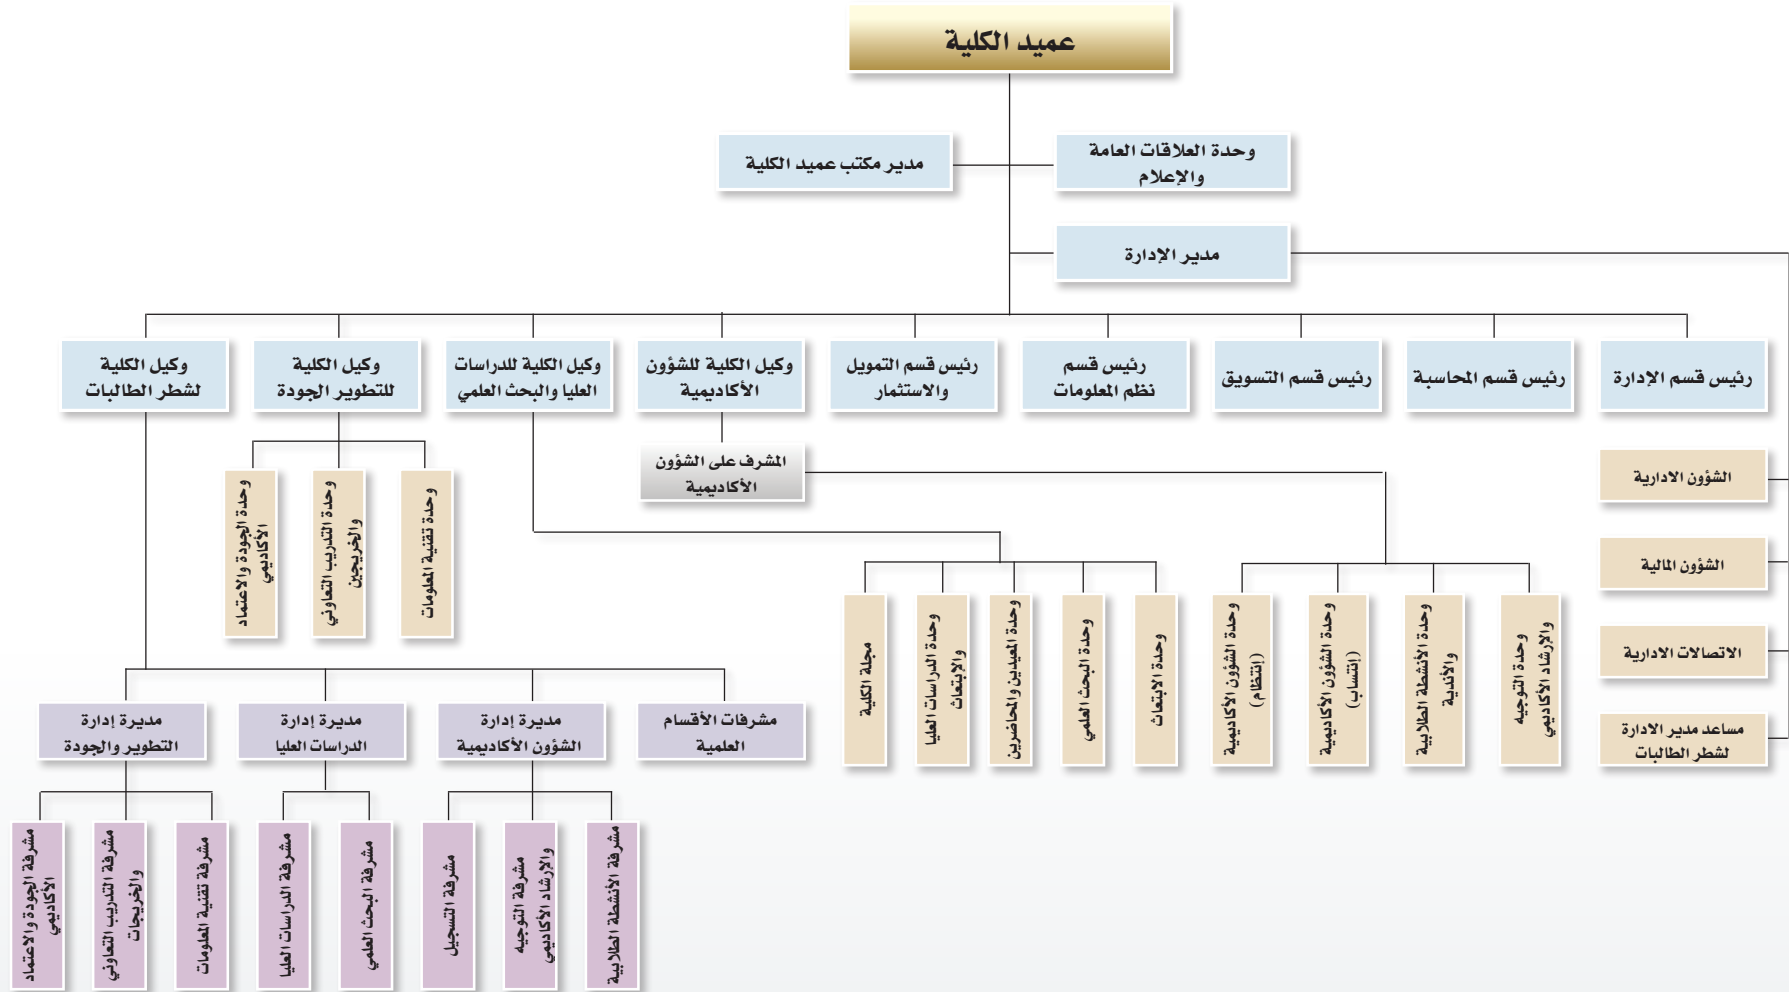 عميد الكلية
وحدة العلاقات العامة
والإعلام
مدير مكتب عميد الكلية
مدير الإدارة
رئيس قسم الإدارة
رئيس قسم المحاسبة
رئيس قسم التسويق
رئيس قسم
نظم المعلومات
رئيس قسم التمويل
والاستثمار
وكيل الكلية للشؤون
الأكاديمية
وكيل الكلية للدراسات
العليا والبحث العلمي
وكيل الكلية
للتطوير الجودة
وكيل الكلية
لشطر الطالبات
الشؤون الادارية
الشؤون المالية
الاتصالات الادارية
مساعد مدير الادارة
لشطر الطالبات
المشرف على الشؤون
الأكاديمية
وحدة التوجيه
والإرشاد الأكاديمي
وحدة الأنشطة الطلابية
والأندية
وحدة الشؤون الأكاديمية
(إنتساب)
وحدة الشؤون الأكاديمية
(إنتظام)
وحدة الابتعاث
وحدة البحث العلمي
وحدة المعيدين والمحاضرين
وحدة الدراسات العليا
والابتعاث
مجلة الكلية
وحدة تقنية المعلومات
وحدة التدريب التعاوني
والخريجين
وحدة الجودة والاعتماد
الأكاديمي
مشرفات الأقسام
العلمية
مديرة إدارة
الشؤون الأكاديمية
مديرة إدارة
الدراسات العليا
مديرة إدارة
التطوير والجودة
مشرفة الأنشطة الطلابية
مشرفة التوجيه
والإرشاد الأكاديمي
مشرفة التسجيل
مشرفة البحث العلمي
مشرفة الدراسات العليا
مشرفة تقنية المعلومات
مشرفة التدريب التعاوني
والخريجات
مشرفة الجودة والاعتماد
الأكاديمي